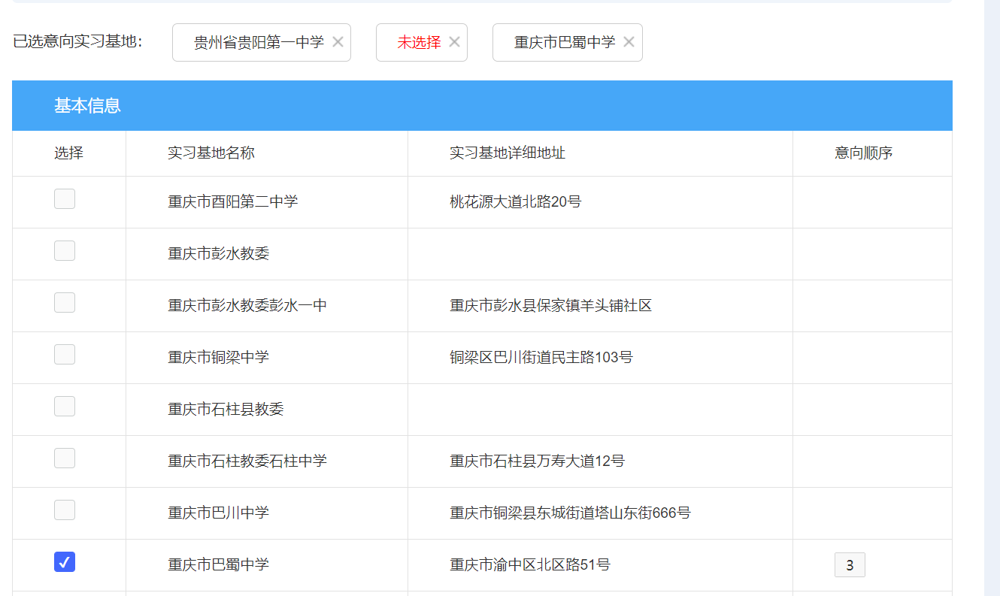 已选意向实习基地： 贵州省贵阳第一中学 × 未选择 × 重庆市巴蜀中学 ×
基本信息
选择 实习基地名称 实习基地详细地址 意向顺序
重庆市酉阳第二中学 桃花源大道北路20号
重庆市彭水教委
重庆市彭水教委彭水一中 重庆市彭水县保家镇羊头铺社区
重庆市铜梁中学 铜梁区巴川街道民主路103号
重庆市石柱县教委
重庆市石柱教委石柱中学 重庆市石柱县万寿大道12号
重庆市巴川中学 重庆市铜梁县东城街道塔山东街666号
重庆市巴蜀中学 重庆市渝中区北区路51号 3